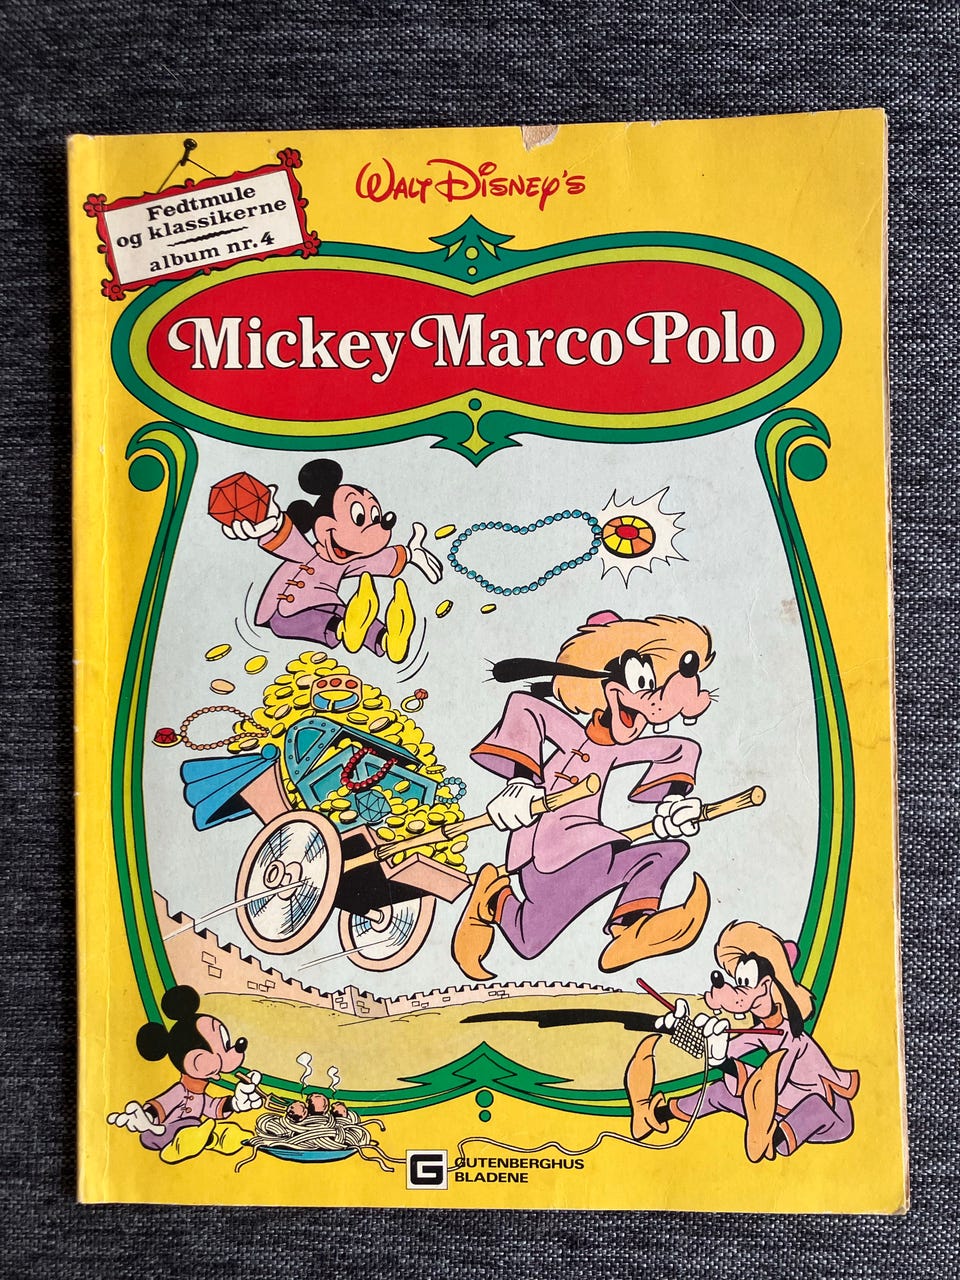 Fedtmule
og klassikerne
album nr. 4
WALT DISNEY'S
Mickey Marco Polo
G GUTENBERGHUS
BLADENE